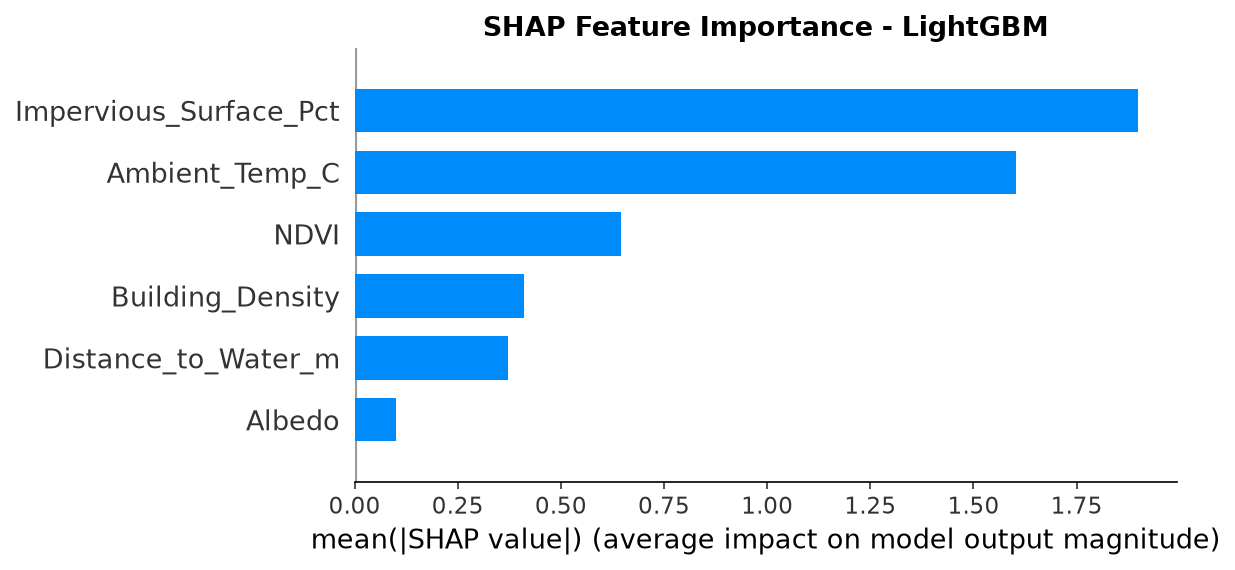 SHAP Feature Importance - LightGBM
Impervious_Surface_Pct
Ambient_Temp_C
NDVI
Building_Density
Distance_to_Water_m
Albedo
0.00 0.25 0.50 0.75 1.00 1.25 1.50 1.75
mean(|SHAP value|) (average impact on model output magnitude)